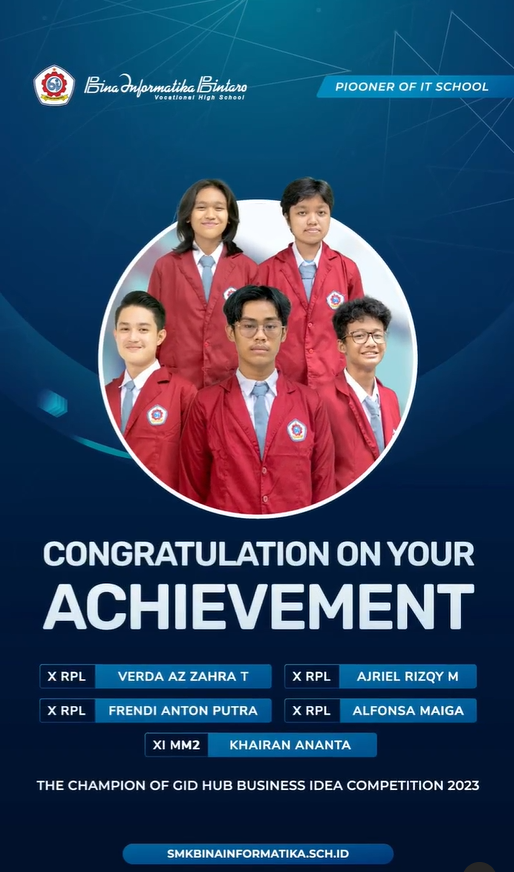 Bina Informatika Bintaro
Vocational High School
PIOONER OF IT SCHOOL
CONGRATULATION ON YOUR
ACHIEVEMENT
X RPL VERDA AZ ZAHRA T
X RPL AJRIEL RIZQY M
X RPL FRENDI ANTON PUTRA
X RPL ALFONSA MAIGA
XI MM2 KHAIRAN ANANTA
THE CHAMPION OF GID HUB BUSINESS IDEA COMPETITION 2023
SMKBINAINFORMATIKA.SCH.ID